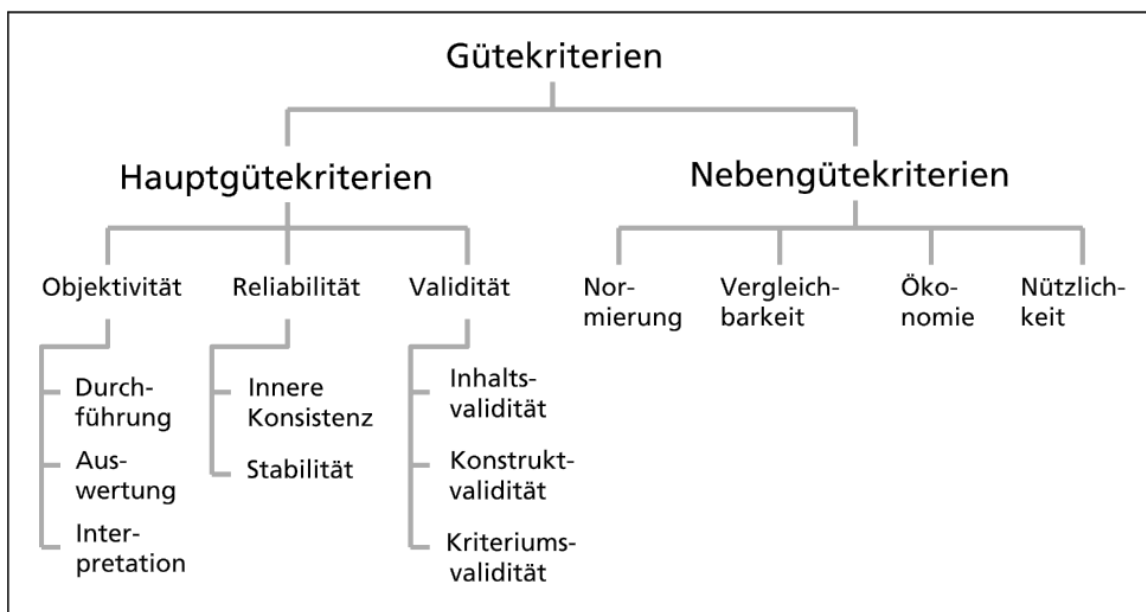 Gütekriterien
Hauptgütekriterien
Nebengütekriterien
Objektivität
Reliabilität
Validität
Nor-
mierung
Vergleich-
barkeit
Öko-
nomie
Nützlich-
keit
Durch-
führung
Aus-
wertung
Inter-
pretation
Innere
Konsistenz
Stabilität
Inhalts-
validität
Konstrukt-
validität
Kriteriums-
validität